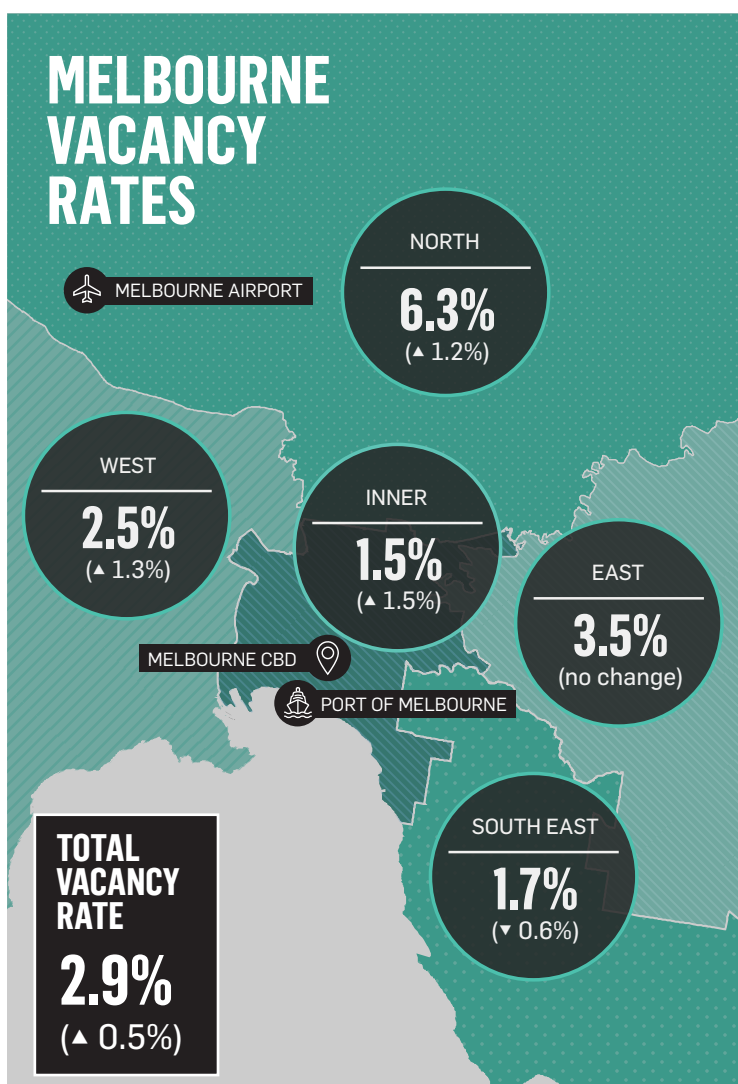 MELBOURNE
VACANCY
RATES
NORTH
6.3%
(▲ 1.2%)
MELBOURNE AIRPORT
WEST
2.5%
(▲ 1.3%)
INNER
1.5%
(▲ 1.5%)
EAST
3.5%
(no change)
MELBOURNE CBD
PORT OF MELBOURNE
SOUTH EAST
1.7%
(▼ 0.6%)
TOTAL
VACANCY
RATE
2.9%
(▲ 0.5%)